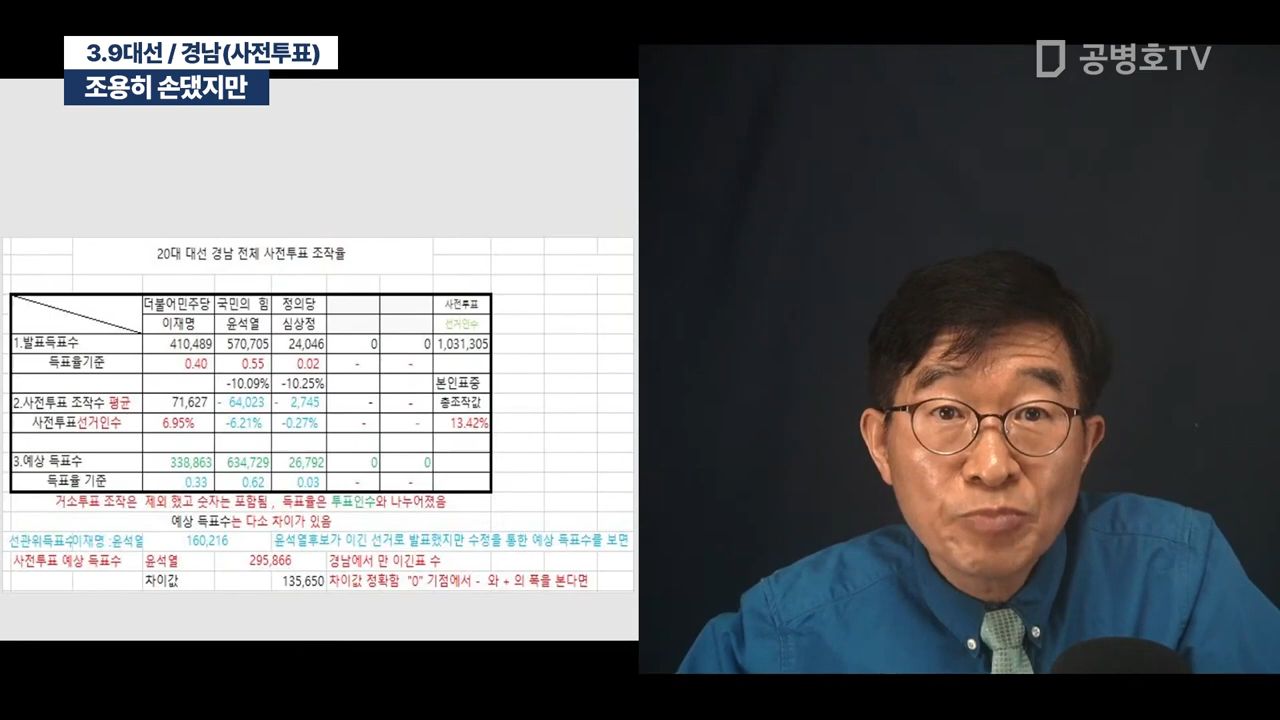 3.9대선 / 경남(사전투표)
조용히 손댔지만
공병호TV
20대 대선 경남 전체 사전투표 조작율
더불어민주당 국민의 힘 정의당 사전투표
이재명 윤석열 심상정 선거인수
1.발표득표수 410,489 570,705 24,046 0 0 1,031,305
득표율기준 0.40 0.55 0.02 - -
-10.09% -10.25% 본인표중
2.사전투표 조작수 평균 71,627 - 64,023 - 2,745 - - 총조작값
사전투표선거인수 6.95% -6.21% -0.27% - - 13.42%
3.예상 득표수 338,863 634,729 26,792 0 0
득표율 기준 0.33 0.62 0.03 - -
거소투표 조작은 제외 했고 숫자는 포함됨 , 득표율은 투표인수와 나누어졌음
예상 득표수는 다소 차이가 있음
선관위득표수이재명 :윤석열 160,216 윤석열후보가 이긴 선거로 발표했지만 수정을 통한 예상 득표수를 보면
사전투표 예상 득표수 윤석열 295,866 경남에서 만 이긴표 수
차이값 135,650 차이값 정확함 "0" 기점에서 - 와 + 의 폭을 본다면